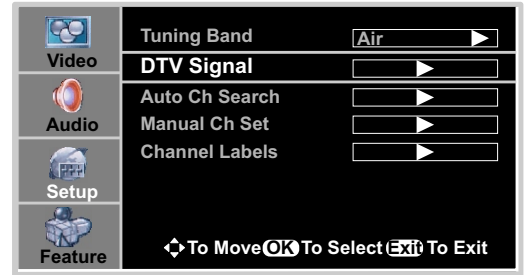 Video
Audio
Setup
Feature
Tuning Band Air
DTV Signal
Auto Ch Search
Manual Ch Set
Channel Labels
To Move OK To Select Exit To Exit